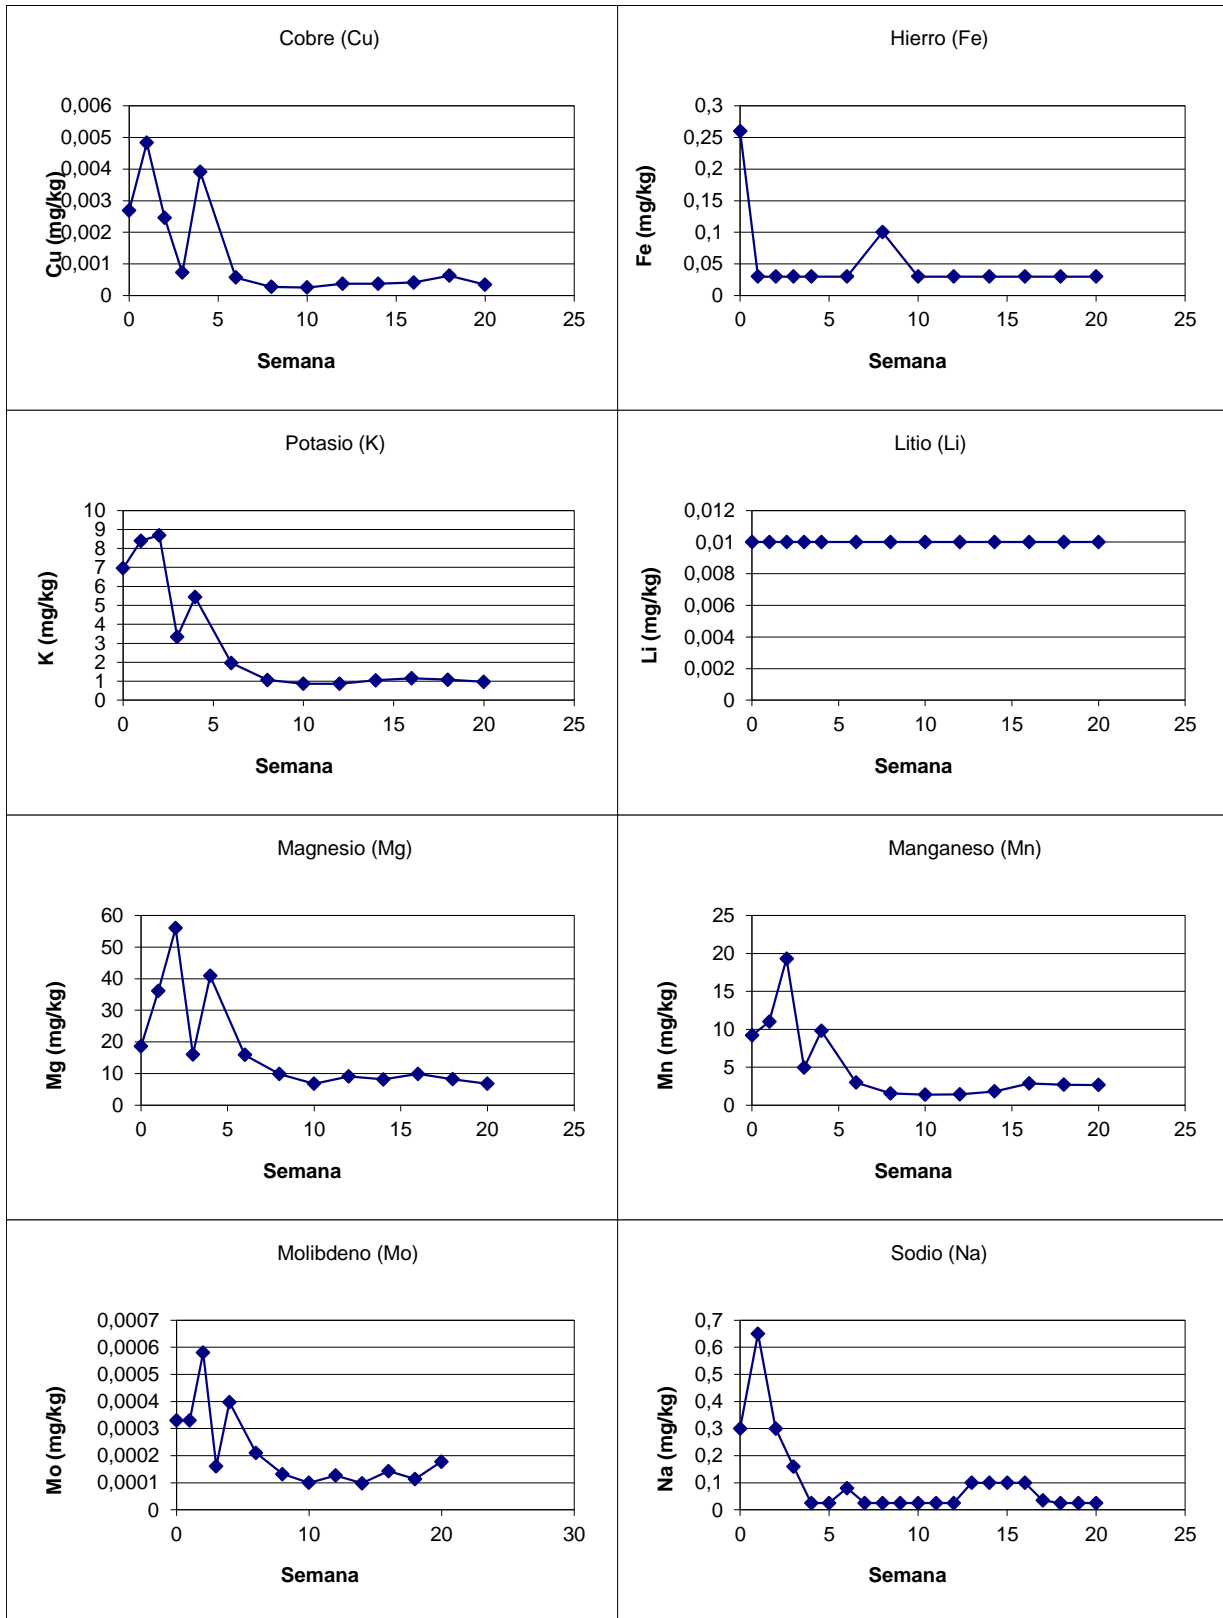 Cobre (Cu)
0,006
0,005
0,004
0,003
0,002
0,001
0
Cu (mg/kg)
0 5 10 15 20 25
Semana
Hierro (Fe)
0,3
0,25
0,2
0,15
0,1
0,05
0
Fe (mg/kg)
0 5 10 15 20 25
Semana
Potasio (K)
10
9
8
7
6
5
4
3
2
1
0
K (mg/kg)
0 5 10 15 20 25
Semana
Litio (Li)
0,012
0,01
0,008
0,006
0,004
0,002
0
Li (mg/kg)
0 5 10 15 20 25
Semana
Magnesio (Mg)
60
50
40
30
20
10
0
Mg (mg/kg)
0 5 10 15 20 25
Semana
Manganeso (Mn)
25
20
15
10
5
0
Mn (mg/kg)
0 5 10 15 20 25
Semana
Molibdeno (Mo)
0,0007
0,0006
0,0005
0,0004
0,0003
0,0002
0,0001
0
Mo (mg/kg)
0 10 20 30
Semana
Sodio (Na)
0,7
0,6
0,5
0,4
0,3
0,2
0,1
0
Na (mg/kg)
0 5 10 15 20 25
Semana